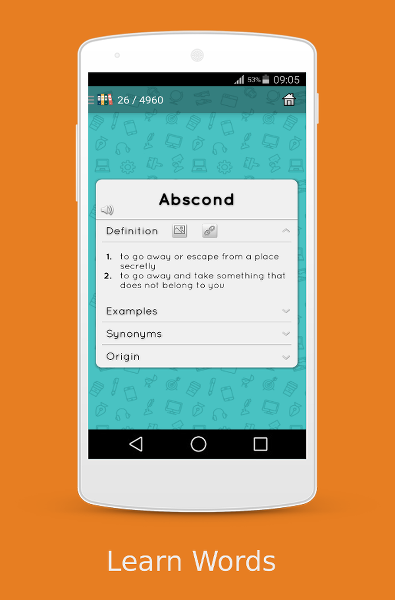 53% 09:05
26 / 4960
Abscond
Definition
1. to go away or escape from a place
secretly
2. to go away and take something that
does not belong to you
Examples
Synonyms
Origin
Learn Words